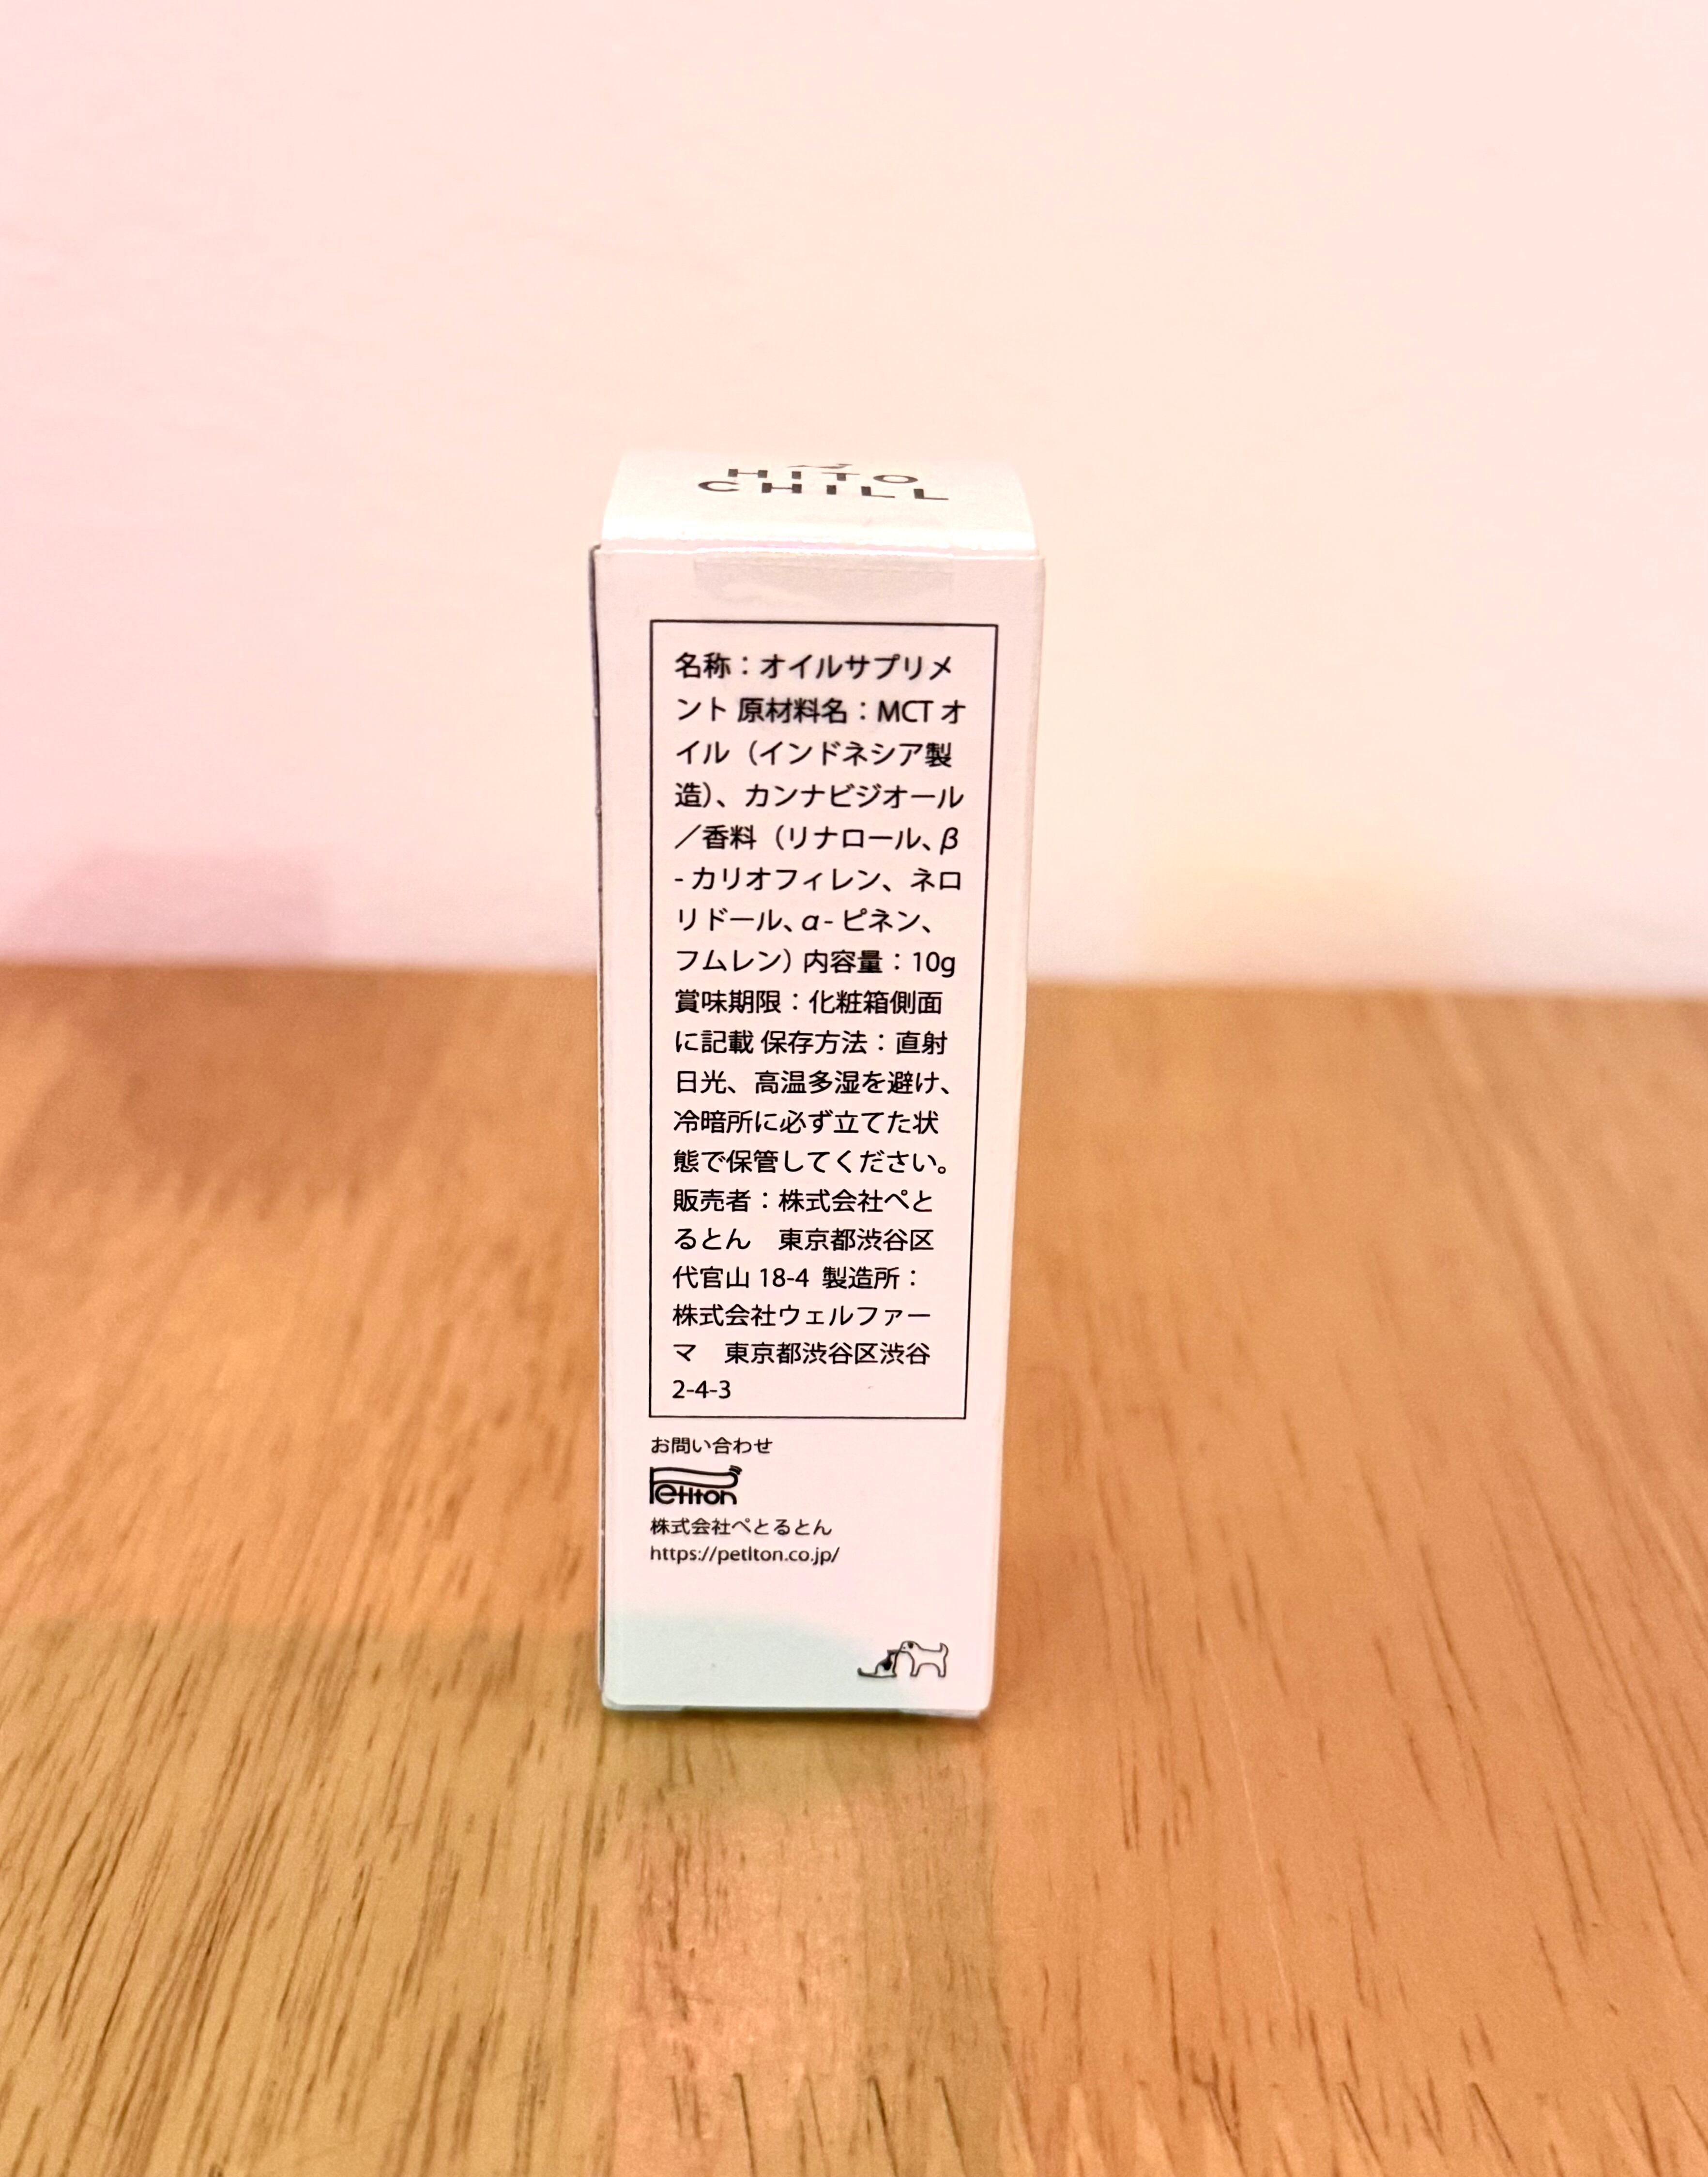 HITO
CHILL
名称：オイルサプリメ
ント 原材料名：MCT オ
イル（インドネシア製
造）、カンナビジオール
／香料（リナロール、β
- カリオフィレン、ネロ
リドール、α- ピネン、
フムレン）内容量：10g
賞味期限：化粧箱側面
に記載 保存方法：直射
日光、高温多湿を避け、
冷暗所に必ず立てた状
態で保管してください。
販売者：株式会社ぺと
るとん　東京都渋谷区
代官山 18-4 製造所：
株式会社ウェルファー
マ　東京都渋谷区渋谷
2-4-3
お問い合わせ
Petlton
株式会社ぺとるとん
https://petlton.co.jp/